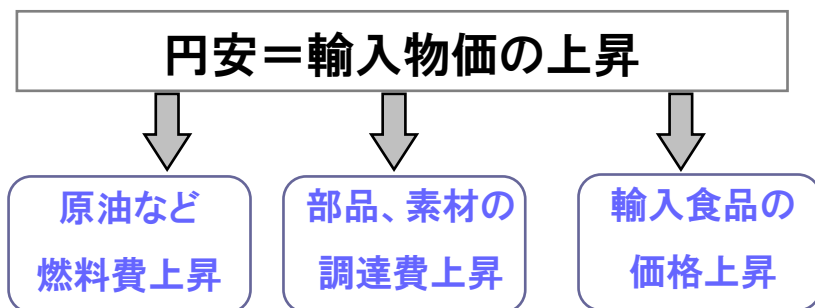 円安＝輸入物価の上昇
原油など
燃料費上昇
部品、素材の
調達費上昇
輸入食品の
価格上昇